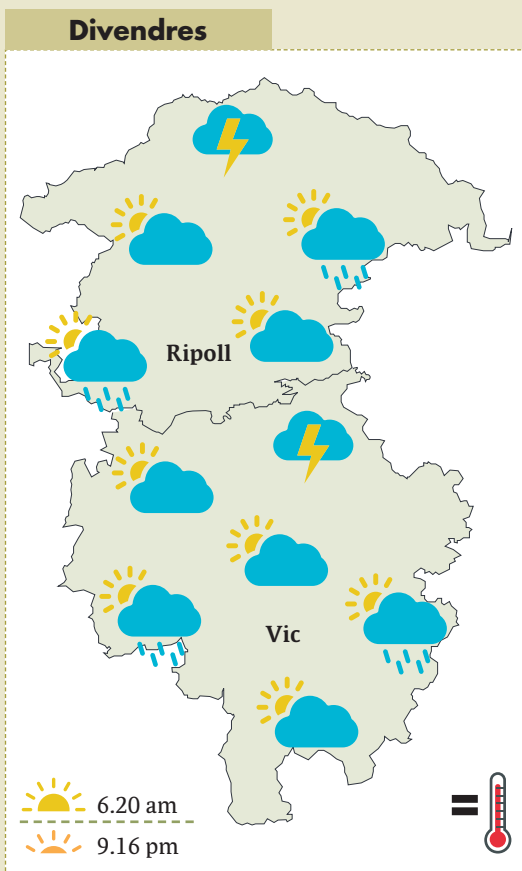 Divendres
Ripoll
Vic
6.20 am
9.16 pm
=